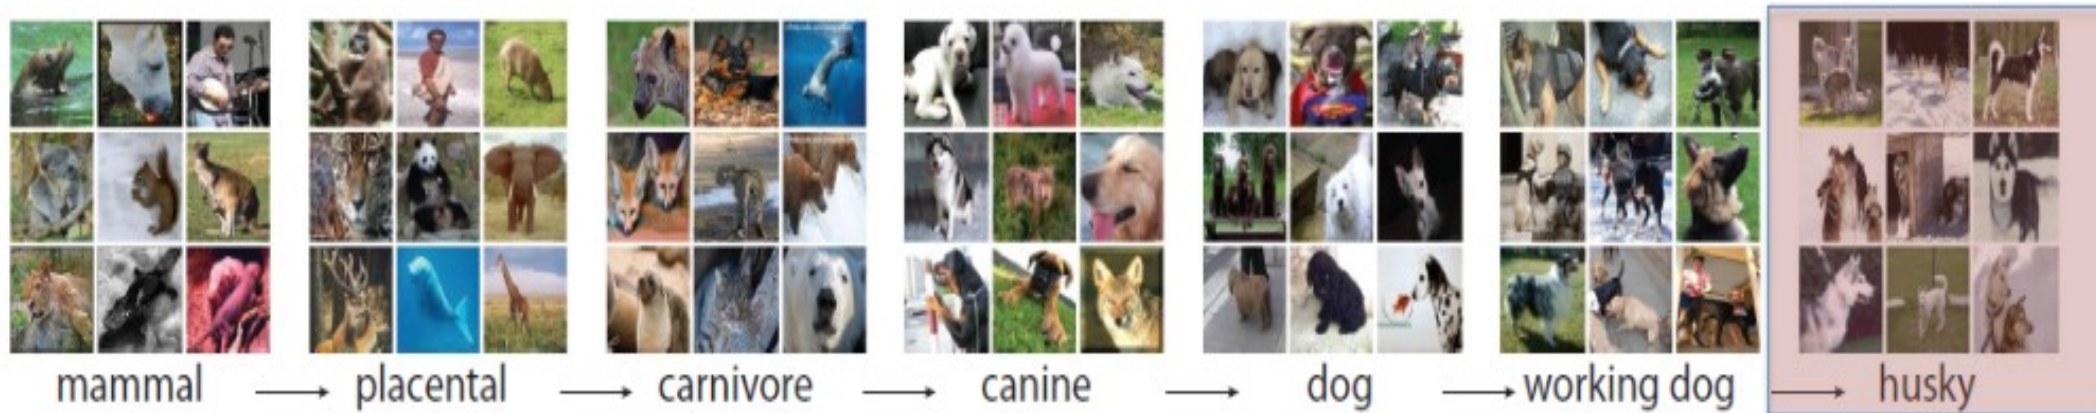 mammal → placental → carnivore → canine → dog → working dog → husky